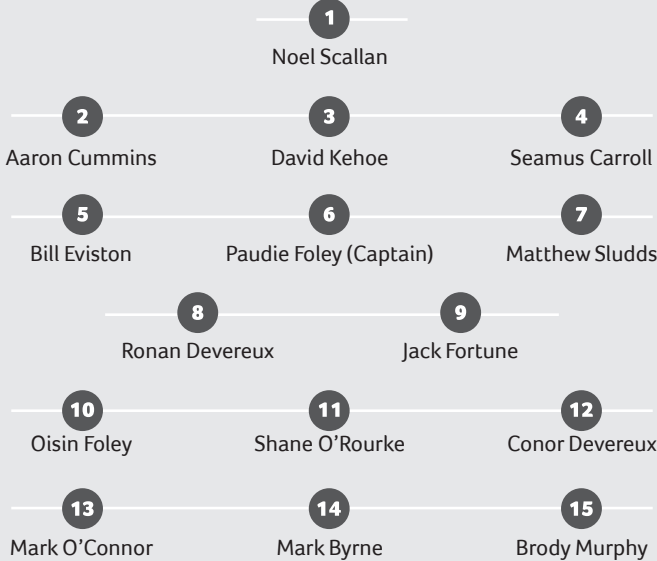 1
Noel Scallan
2 3 4
Aaron Cummins David Kehoe Seamus Carroll
5 6 7
Bill Eviston Paudie Foley (Captain) Matthew Sludds
8 9
Ronan Devereux Jack Fortune
10 11 12
Oisin Foley Shane O’Rourke Conor Devereux
13 14 15
Mark O’Connor Mark Byrne Brody Murphy